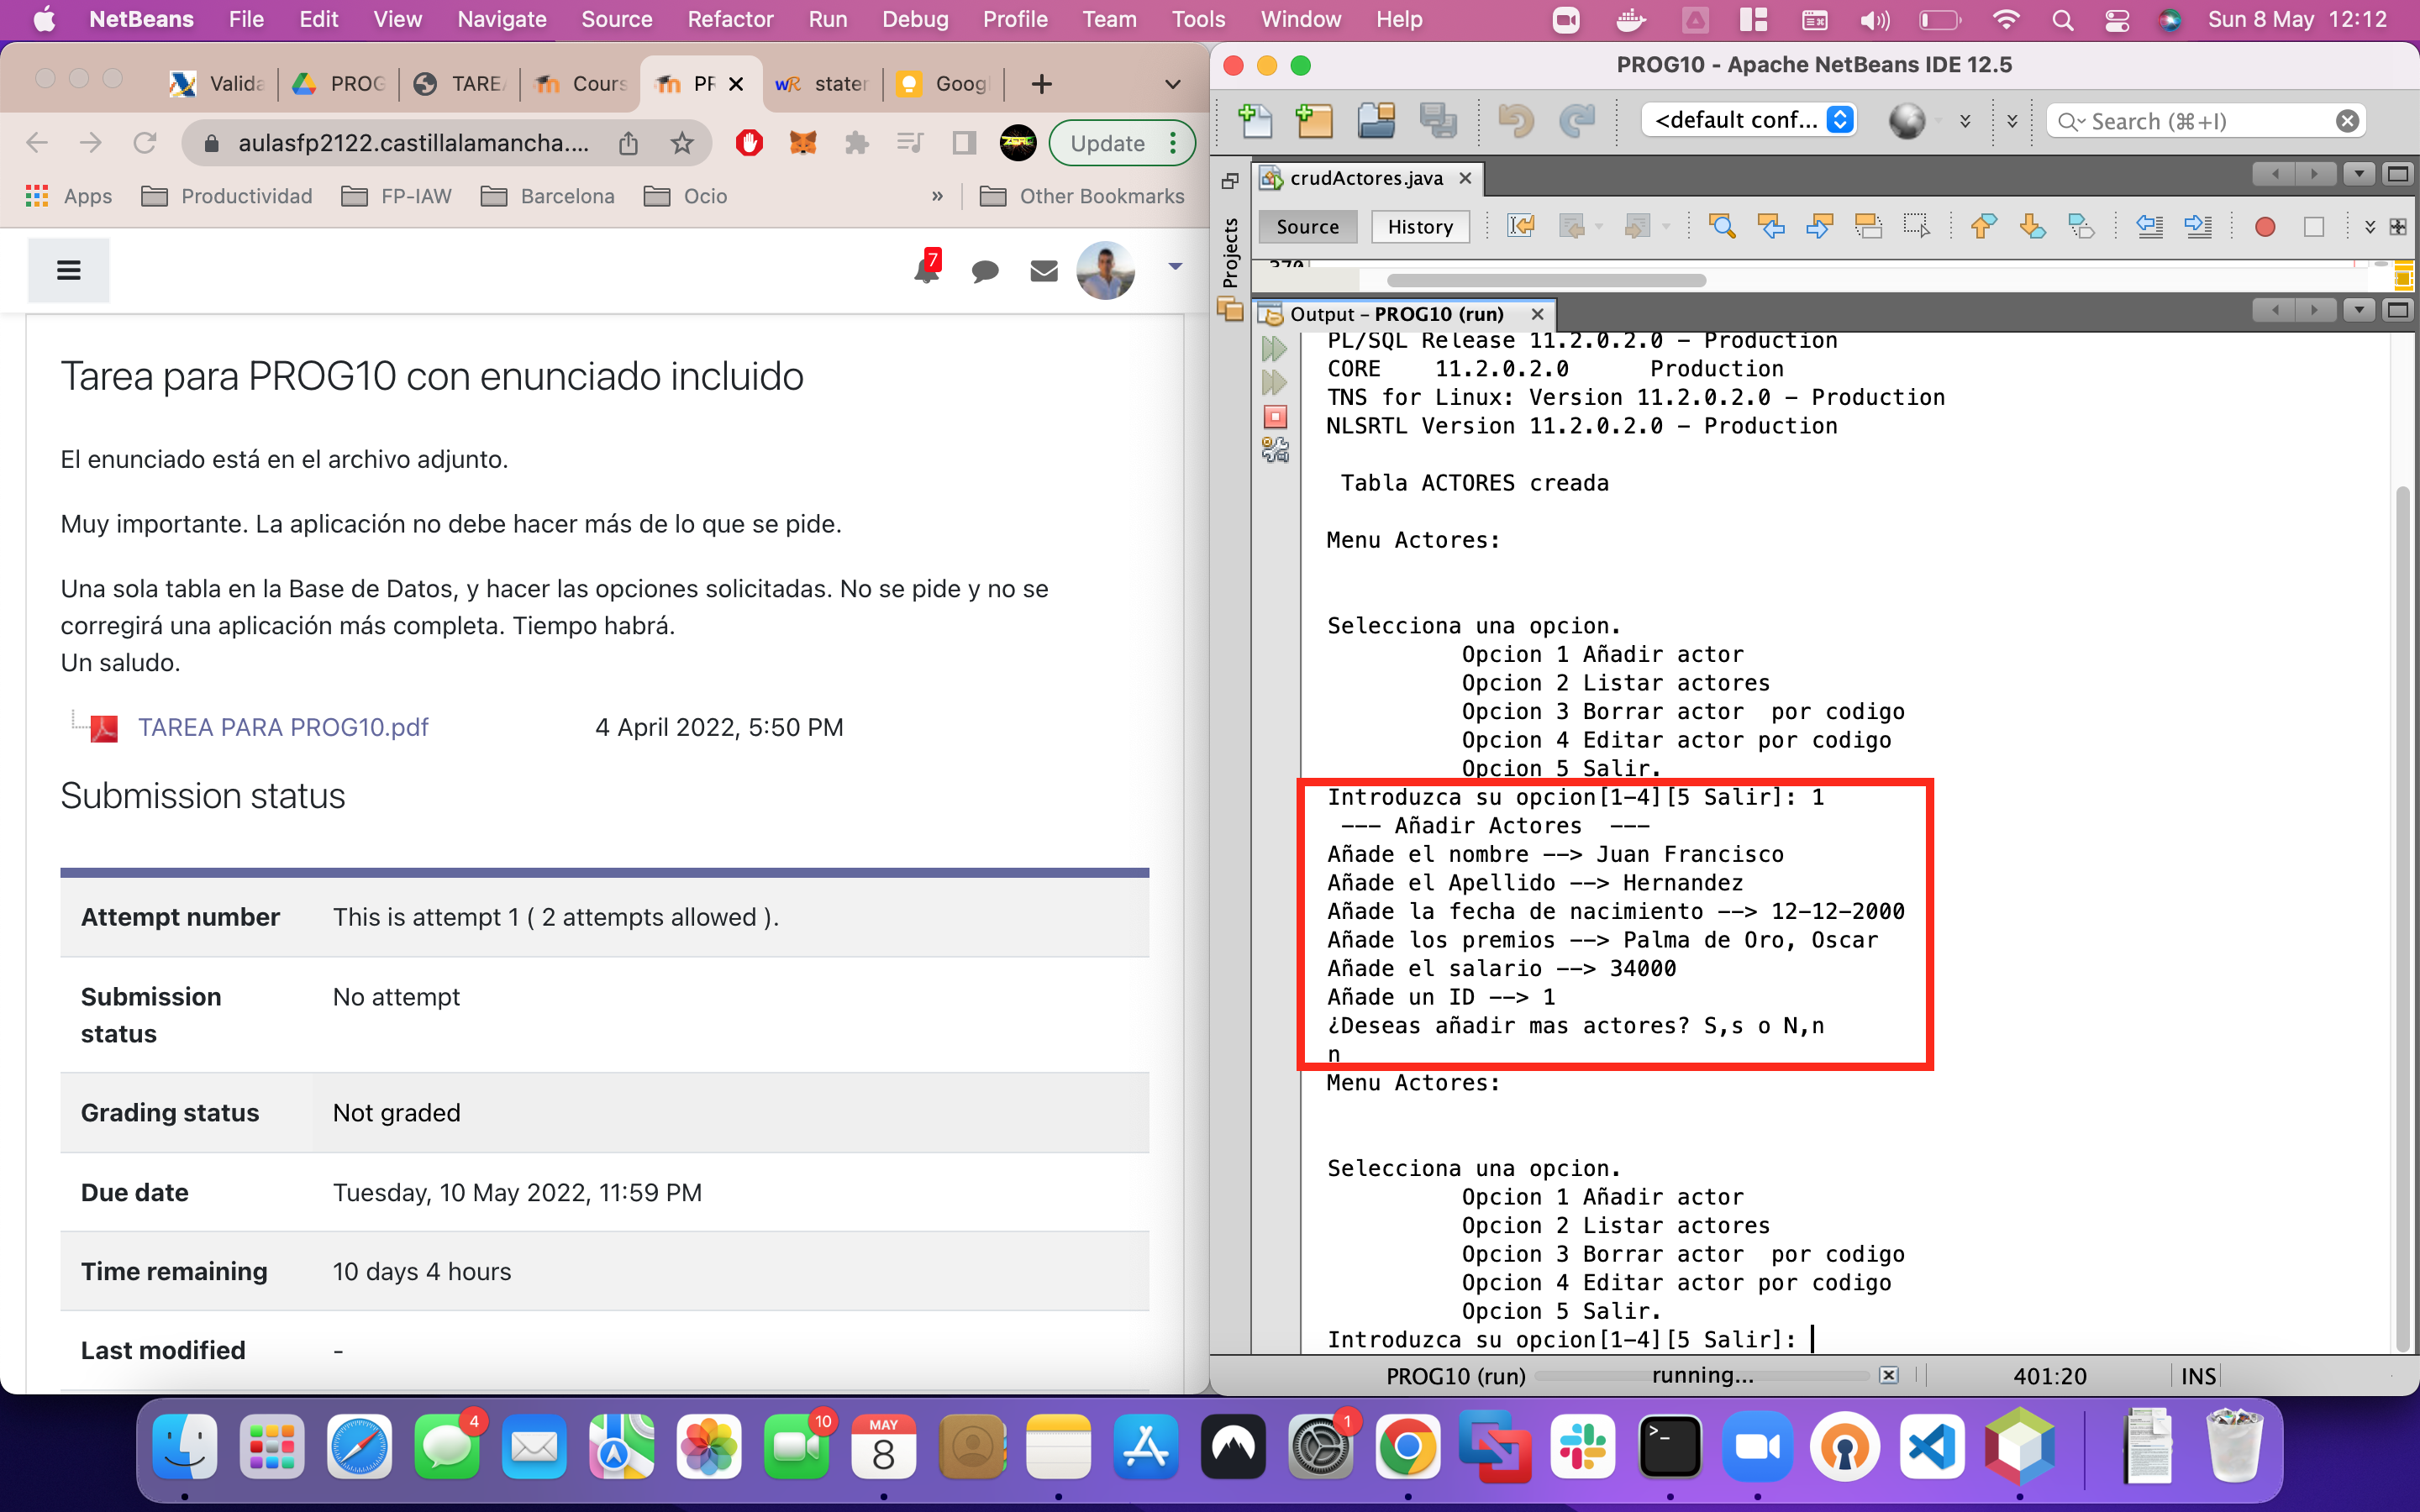 NetBeans File Edit View Navigate Source Refactor Run Debug Profile Team Tools Window Help Sun 8 May 12:12
Valida PROG TARE Cours PR stater Googl
aulasfp2122.castillalamancha.... Update
Apps Productividad FP-IAW Barcelona Ocio » Other Bookmarks
7
Tarea para PROG10 con enunciado incluido
El enunciado está en el archivo adjunto.
Muy importante. La aplicación no debe hacer más de lo que se pide.
Una sola tabla en la Base de Datos, y hacer las opciones solicitadas. No se pide y no se
corregirá una aplicación más completa. Tiempo habrá.
Un saludo.
TAREA PARA PROG10.pdf 4 April 2022, 5:50 PM
Submission status
Attempt number This is attempt 1 ( 2 attempts allowed ).
Submission status No attempt
Grading status Not graded
Due date Tuesday, 10 May 2022, 11:59 PM
Time remaining 10 days 4 hours
Last modified -
PROG10 - Apache NetBeans IDE 12.5
<default conf... Search (⌘+I)
Projects
crudActores.java
Source History
370
Output – PROG10 (run)
PL/SQL Release 11.2.0.2.0 - Production
CORE 11.2.0.2.0 Production
TNS for Linux: Version 11.2.0.2.0 - Production
NLSRTL Version 11.2.0.2.0 - Production
Tabla ACTORES creada
Menu Actores:
Selecciona una opcion.
Opcion 1 Añadir actor
Opcion 2 Listar actores
Opcion 3 Borrar actor por codigo
Opcion 4 Editar actor por codigo
Opcion 5 Salir.
Introduzca su opcion[1-4][5 Salir]: 1
--- Añadir Actores ---
Añade el nombre --> Juan Francisco
Añade el Apellido --> Hernandez
Añade la fecha de nacimiento --> 12-12-2000
Añade los premios --> Palma de Oro, Oscar
Añade el salario --> 34000
Añade un ID --> 1
¿Deseas añadir mas actores? S,s o N,n
n
Menu Actores:
Selecciona una opcion.
Opcion 1 Añadir actor
Opcion 2 Listar actores
Opcion 3 Borrar actor por codigo
Opcion 4 Editar actor por codigo
Opcion 5 Salir.
Introduzca su opcion[1-4][5 Salir]:
PROG10 (run) running... 401:20 INS
4 10 MAY 8 1